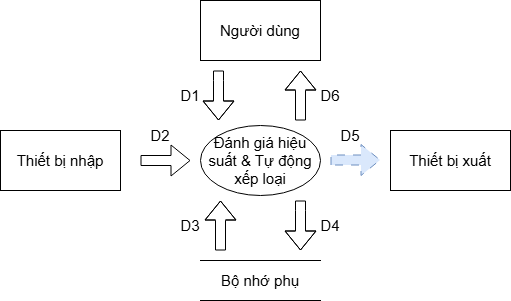 Người dùng
D1
D6
D2
D5
Thiết bị nhập
Đánh giá hiệu
suất & Tự động
xếp loại
Thiết bị xuất
D3
D4
Bộ nhớ phụ